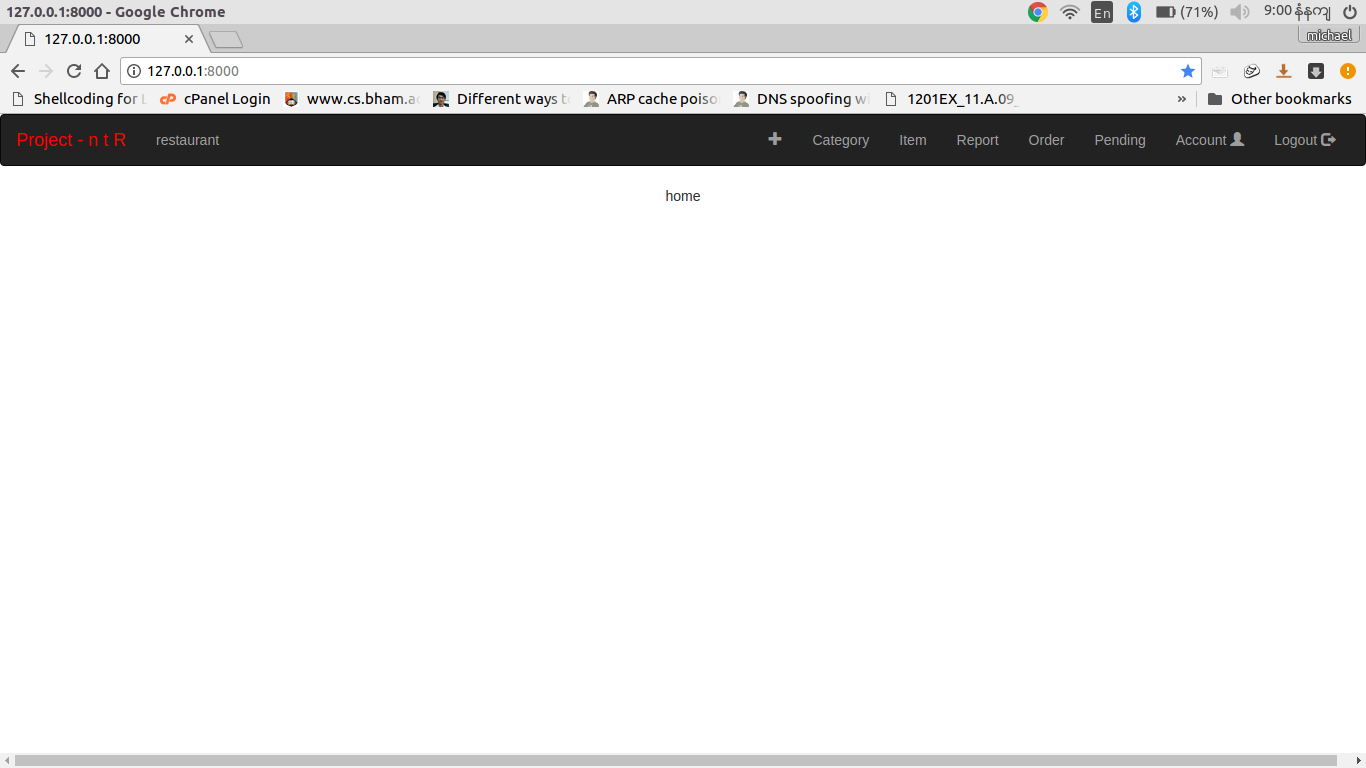 127.0.0.1:8000 - Google Chrome
En
(71%)
9:00 နံနက်
127.0.0.1:8000
michael
127.0.0.1:8000
Shellcoding for
cPanel Login
www.cs.bham.ac
Different ways to
ARP cache poiso
DNS spoofing wi
1201EX_11.A.09_
» Other bookmarks
Project - n t R restaurant Category Item Report Order Pending Account Logout
home